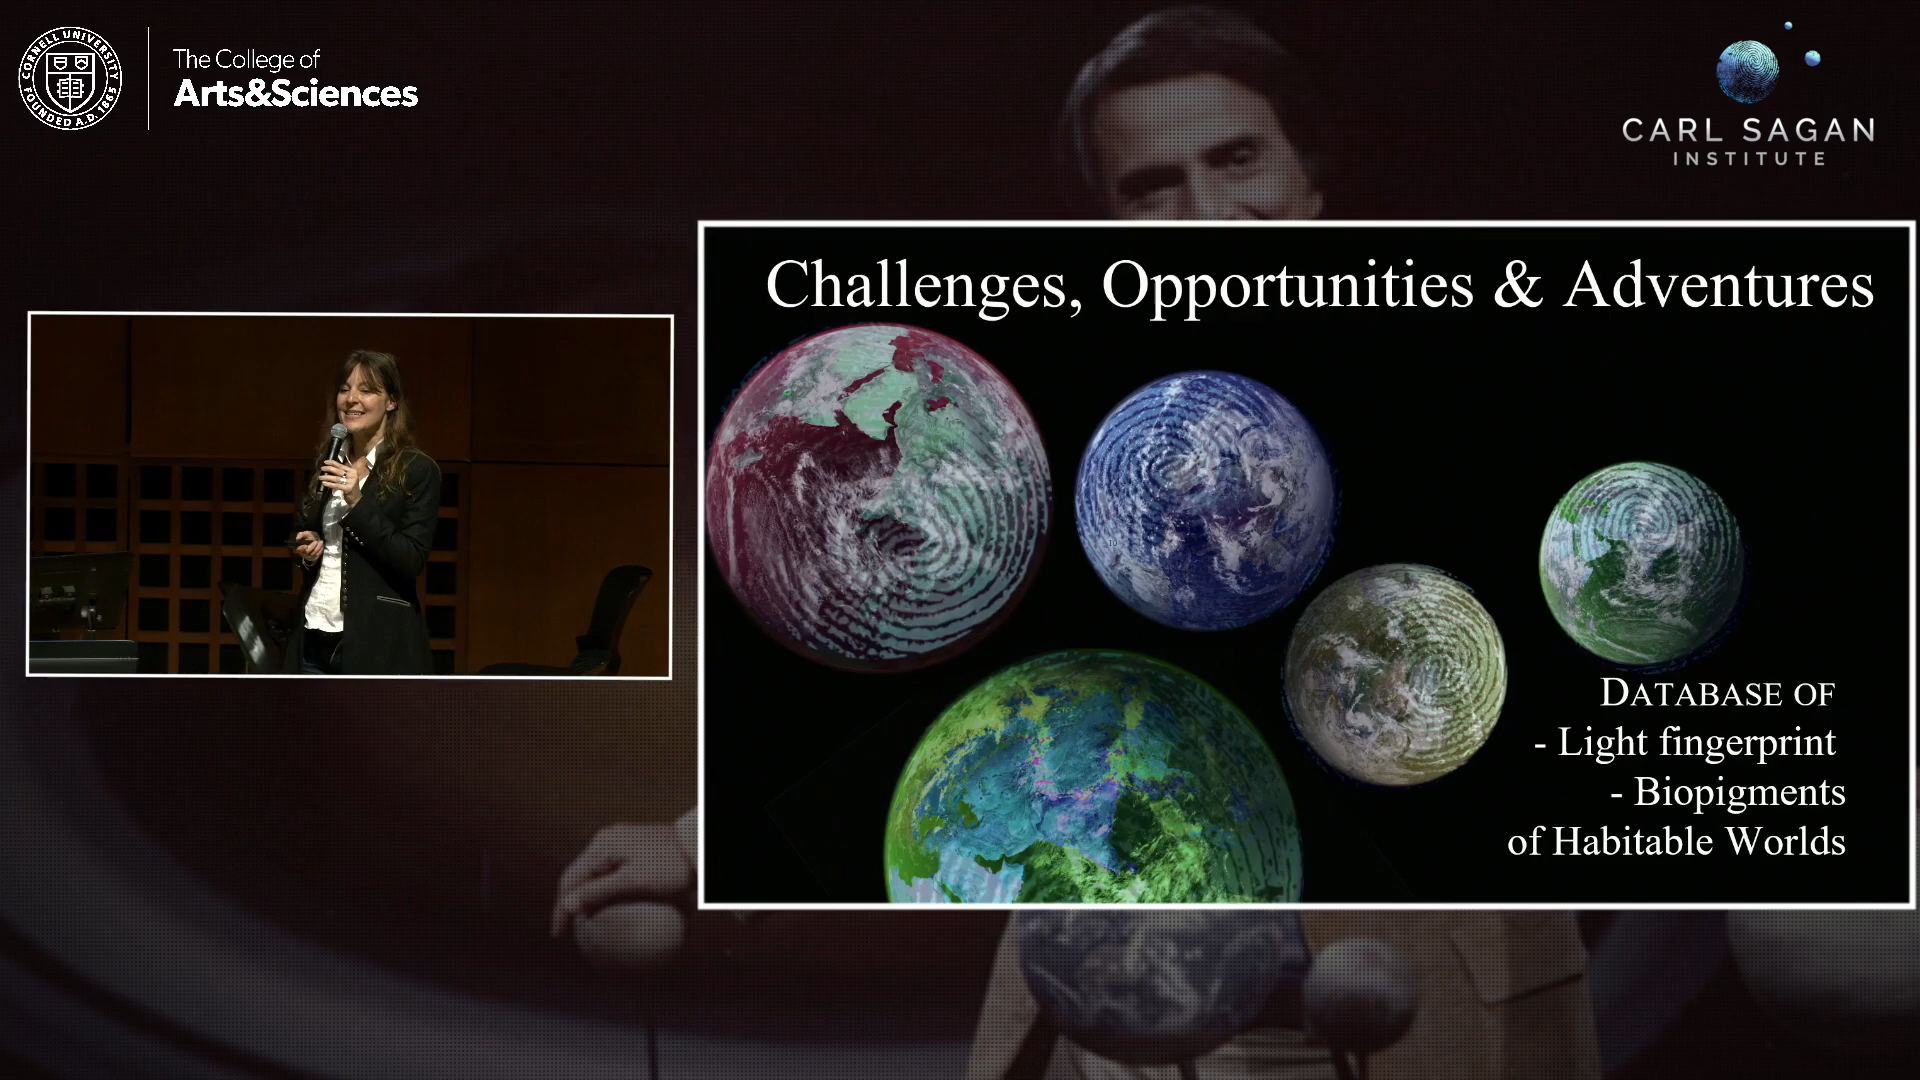 CORNELL UNIVERSITY
FOUNDED A.D. 1865
The College of
Arts&Sciences
CARL SAGAN
INSTITUTE
Challenges, Opportunities & Adventures
DATABASE OF
- Light fingerprint
- Biopigments
of Habitable Worlds